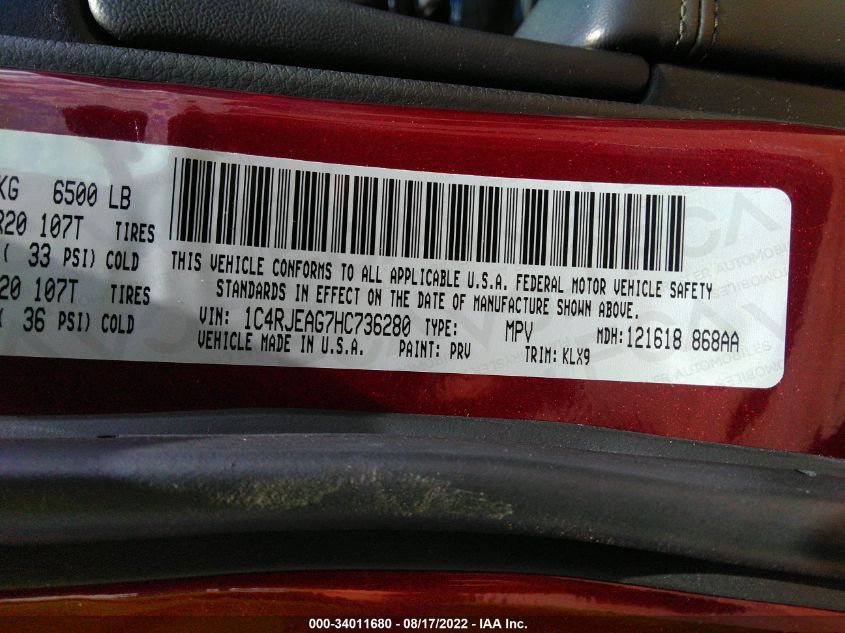 KG 6500 LB
R20 107T TIRES
( 33 PSI) COLD
20 107T TIRES
( 36 PSI) COLD
THIS VEHICLE CONFORMS TO ALL APPLICABLE U.S.A. FEDERAL MOTOR VEHICLE SAFETY
STANDARDS IN EFFECT ON THE DATE OF MANUFACTURE SHOWN ABOVE.
VIN: 1C4RJEAG7HC736280 TYPE: MPV MDH:121618 868AA
VEHICLE MADE IN U.S.A. PAINT: PRV TRIM: KLX9
000-34011680 - 08/17/2022 - IAA Inc.